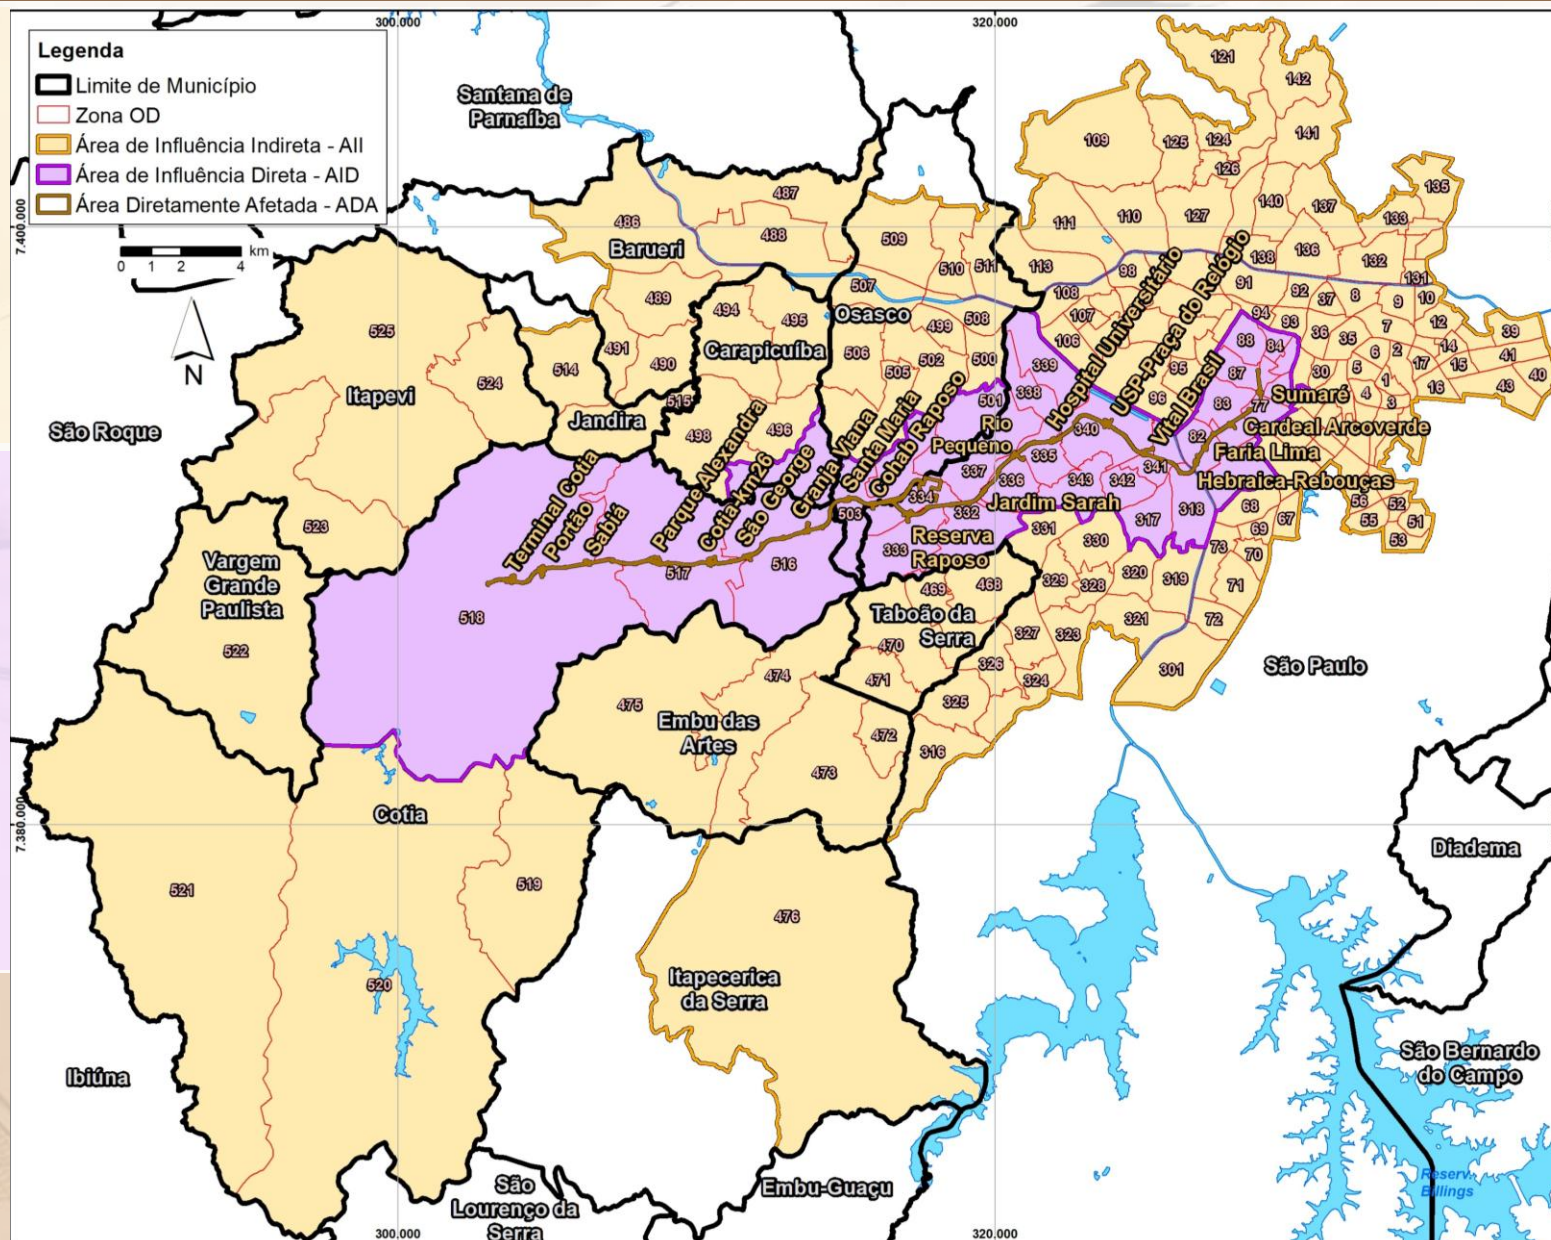 300.000
320.000
Legenda
Limite de Município
Zona OD
Área de Influência Indireta - AII
Área de Influência Direta - AID
Área Diretamente Afetada - ADA
0 1 2 4 km
N
7.400.000
7.380.000
Santana de
Parnaíba
121
142
109
125
124
141
126
135
487
486
488
Barueri
509
111
110
127
140
137
133
136
138
132
131
510
511
113
98
91
507
108
489
494
495
Osasco
499
508
107
106
92
37
8
9
10
94
93
36
35
7
12
39
525
491
490
Carapicuíba
506
502
505
500
339
338
95
96
88
84
87
83
77
30
5
6
2
1
4
3
17
14
15
16
41
40
43
524
514
515
Itapevi
Jandira
498
496
501
São Roque
Terminal Cotia
Portão
Sabiá
Parque Alexandra
Cotia-km26
São George
Granja Viana
Santa Maria
Cohab Raposo
Rio
Pequeno
Hospital Universitário
USP-Praça do Relógio
Vital Brasil
Sumaré
Cardeal Arcoverde
Faria Lima
Hebraica-Rebouças
Jardim Sarah
Reserva
Raposo
340
82
341
335
337
336
343
342
334
332
503
333
317
318
523
331
330
68
67
69
70
73
56
52
55
51
53
Vargem
Grande
Paulista
518
517
516
469
468
329
328
320
319
71
Taboão da
Serra
321
72
327
323
522
470
471
326
324
301
São Paulo
474
475
Embu das
Artes
472
473
325
316
Cotia
Diadema
521
519
476
520
Itapecerica
da Serra
Ibiúna
São Bernardo
do Campo
São
Lourenço da
Serra
Embu-Guaçu
Reserv.
Billings
300.000
320.000